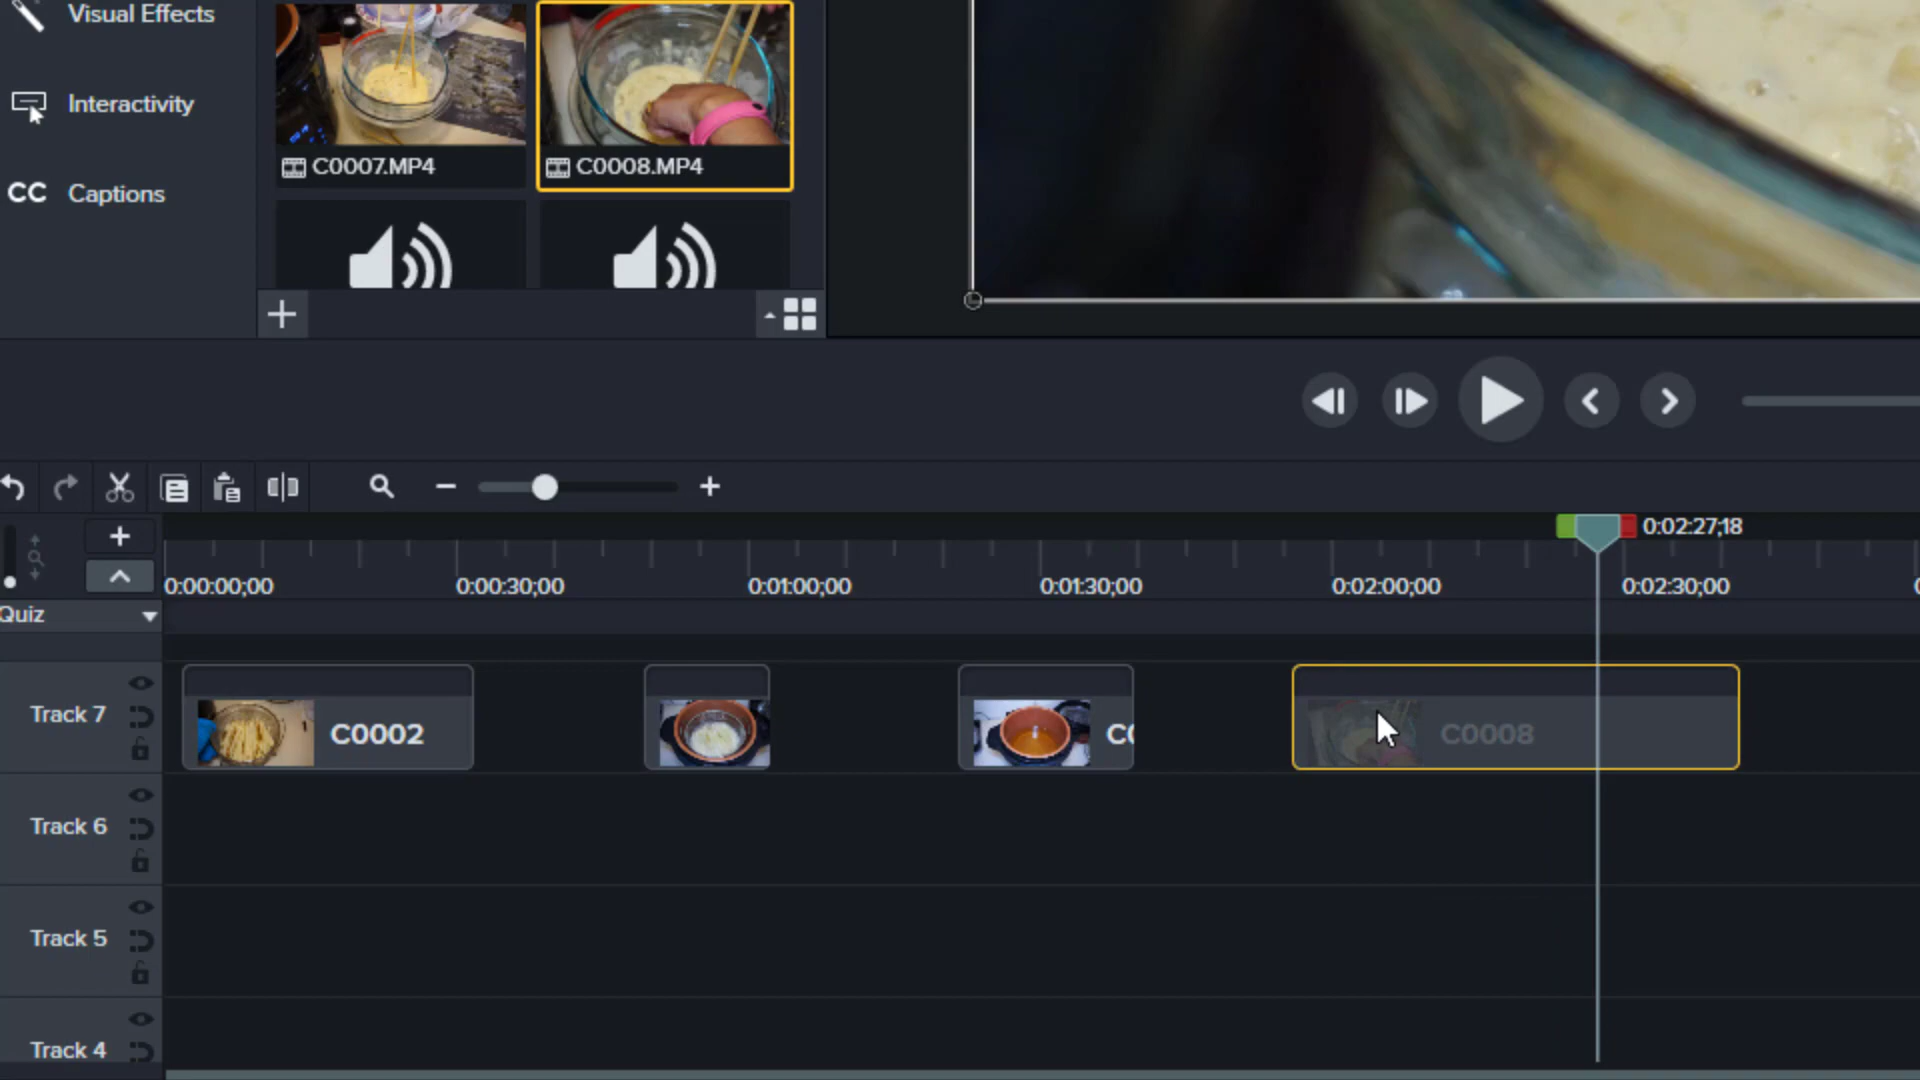 Visual Effects
Interactivity
CC Captions
C0007.MP4
C0008.MP4
0:02:27;18
0:00:00;00
0:00:30;00
0:01:00;00
0:01:30;00
0:02:00;00
0:02:30;00
Quiz
Track 7
C0002
C0008
Track 6
Track 5
Track 4